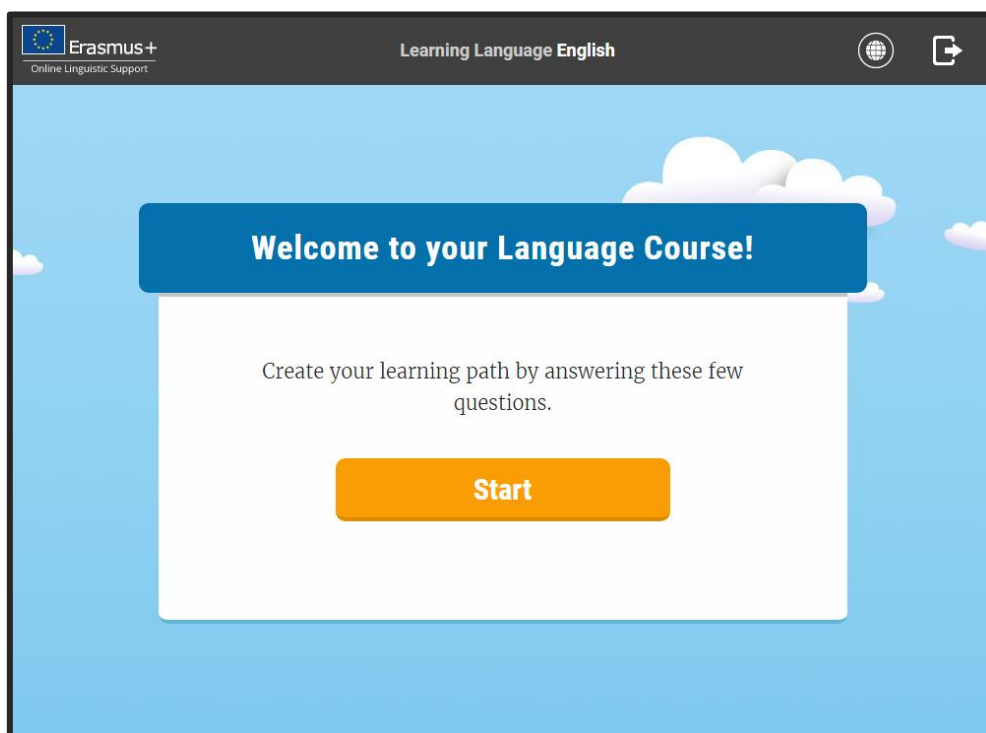 Erasmus+
Online Linguistic Support
Learning Language English
Welcome to your Language Course!
Create your learning path by answering these few
questions.
Start